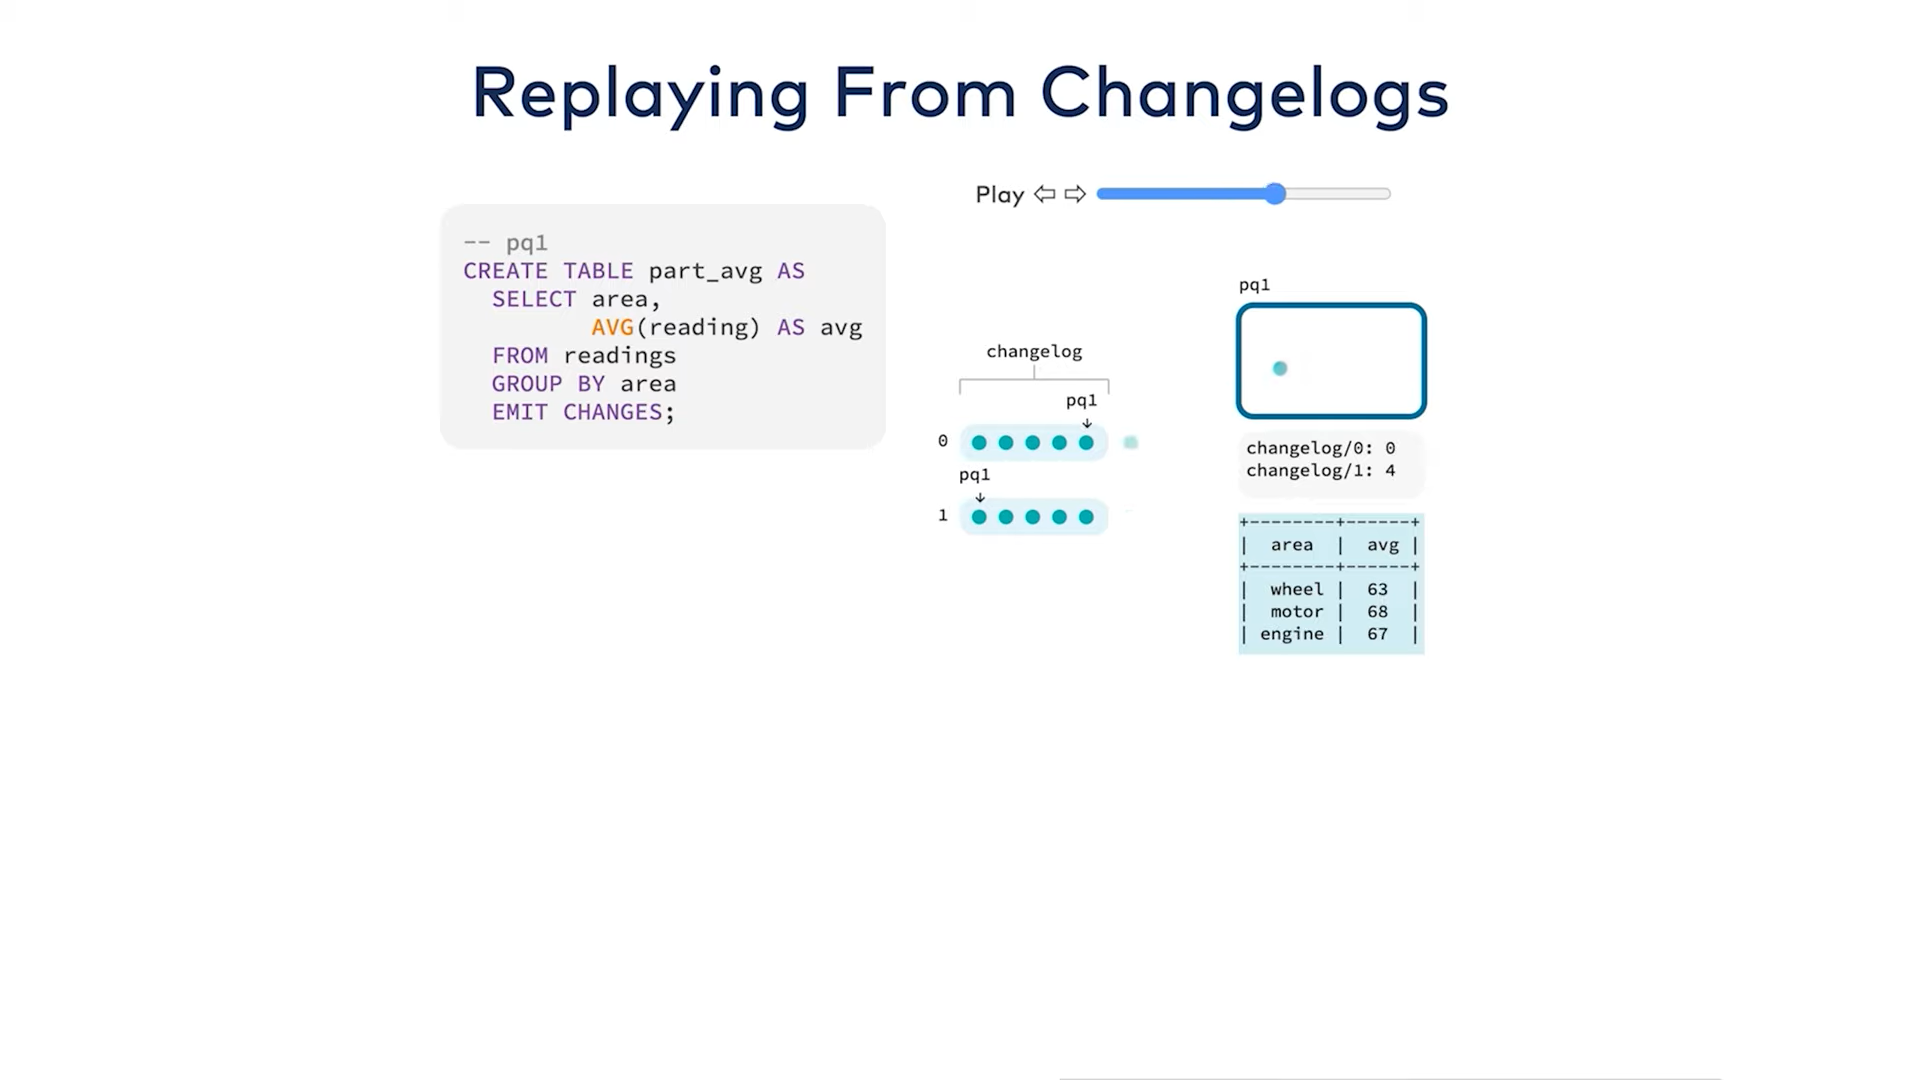 Replaying From Changelogs
Play ⇦ ⇨
-- pq1
CREATE TABLE part_avg AS
  SELECT area,
         AVG(reading) AS avg
  FROM readings
  GROUP BY area
  EMIT CHANGES;
changelog
pq1
0
pq1
1
pq1
changelog/0: 0
changelog/1: 4
+---------+------+
|  area  |  avg |
+---------+------+
|  wheel |  63  |
|  motor |  68  |
| engine |  67  |